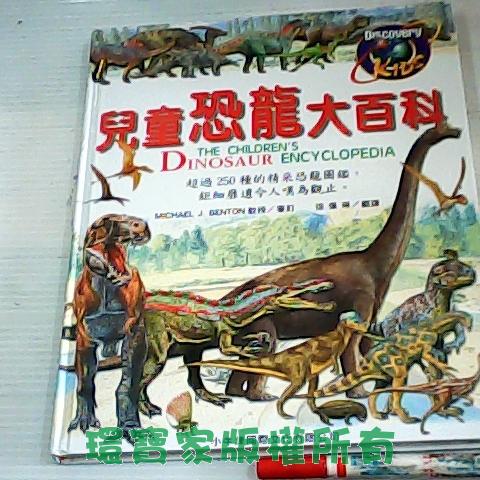 Discovery
Kids
兒童恐龍大百科
THE CHILDREN'S
DINOSAUR ENCYCLOPEDIA
超過250種的精采恐龍圖鑑,
鉅細靡遺令人嘆為觀止。
MICHAEL J. BENTON 教授/審訂
環寶家版權所有